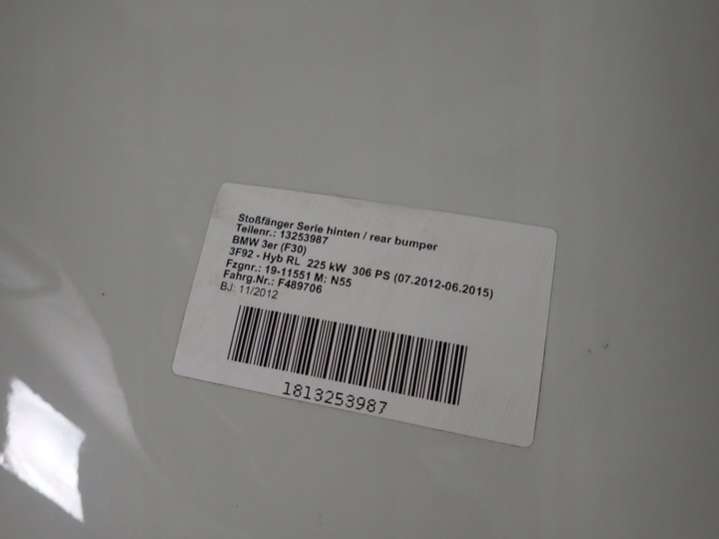 Stoßfänger Serie hinten / rear bumper
Teilenr.: 13253987
BMW 3er (F30)
3F92 - Hyb RL 225 kW 306 PS (07.2012-06.2015)
Fzgnr.: 19-11551 M: N55
Fahrg.Nr.: F489706
BJ: 11/2012
1813253987